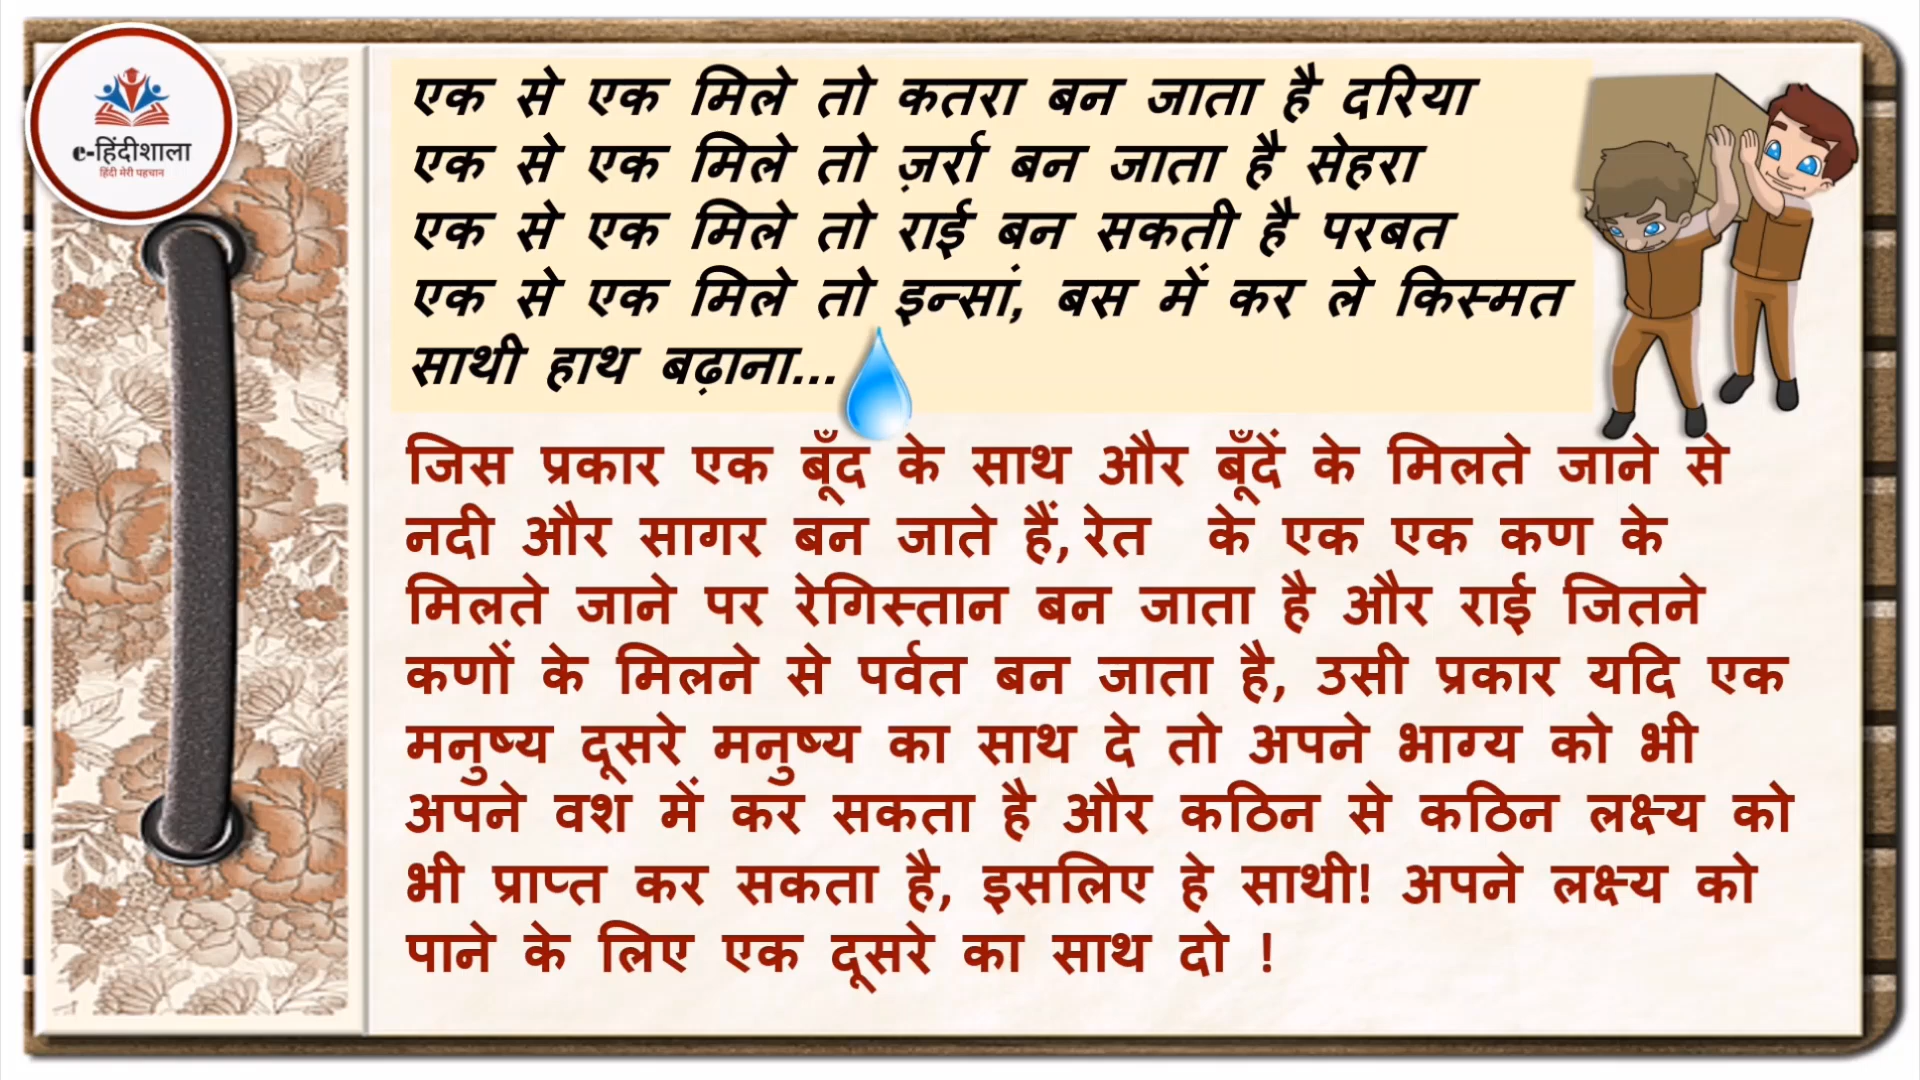 e-हिंदीशाला
हिंदी मेरी पहचान
एक से एक मिले तो कतरा बन जाता है दरिया
एक से एक मिले तो ज़र्रा बन जाता है सेहरा
एक से एक मिले तो राई बन सकती है परबत
एक से एक मिले तो इन्सां, बस में कर ले किस्मत
साथी हाथ बढ़ाना...
जिस प्रकार एक बूँद के साथ और बूँदें के मिलते जाने से
नदी और सागर बन जाते हैं, रेत के एक एक कण के
मिलते जाने पर रेगिस्तान बन जाता है और राई जितने
कणों के मिलने से पर्वत बन जाता है, उसी प्रकार यदि एक
मनुष्य दूसरे मनुष्य का साथ दे तो अपने भाग्य को भी
अपने वश में कर सकता है और कठिन से कठिन लक्ष्य को
भी प्राप्त कर सकता है, इसलिए हे साथी! अपने लक्ष्य को
पाने के लिए एक दूसरे का साथ दो !